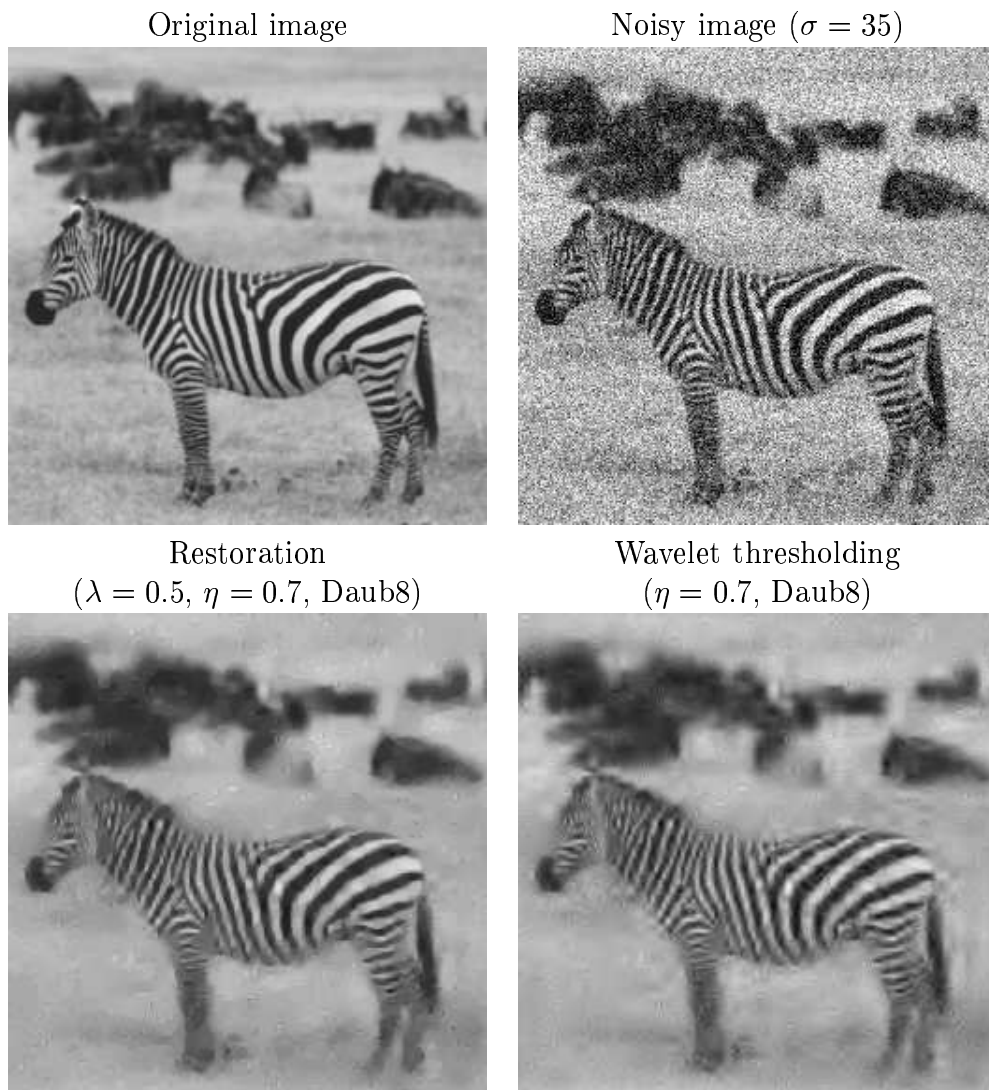 Original image
Noisy image (σ = 35)
Restoration
(λ = 0.5, η = 0.7, Daub8)
Wavelet thresholding
(η = 0.7, Daub8)